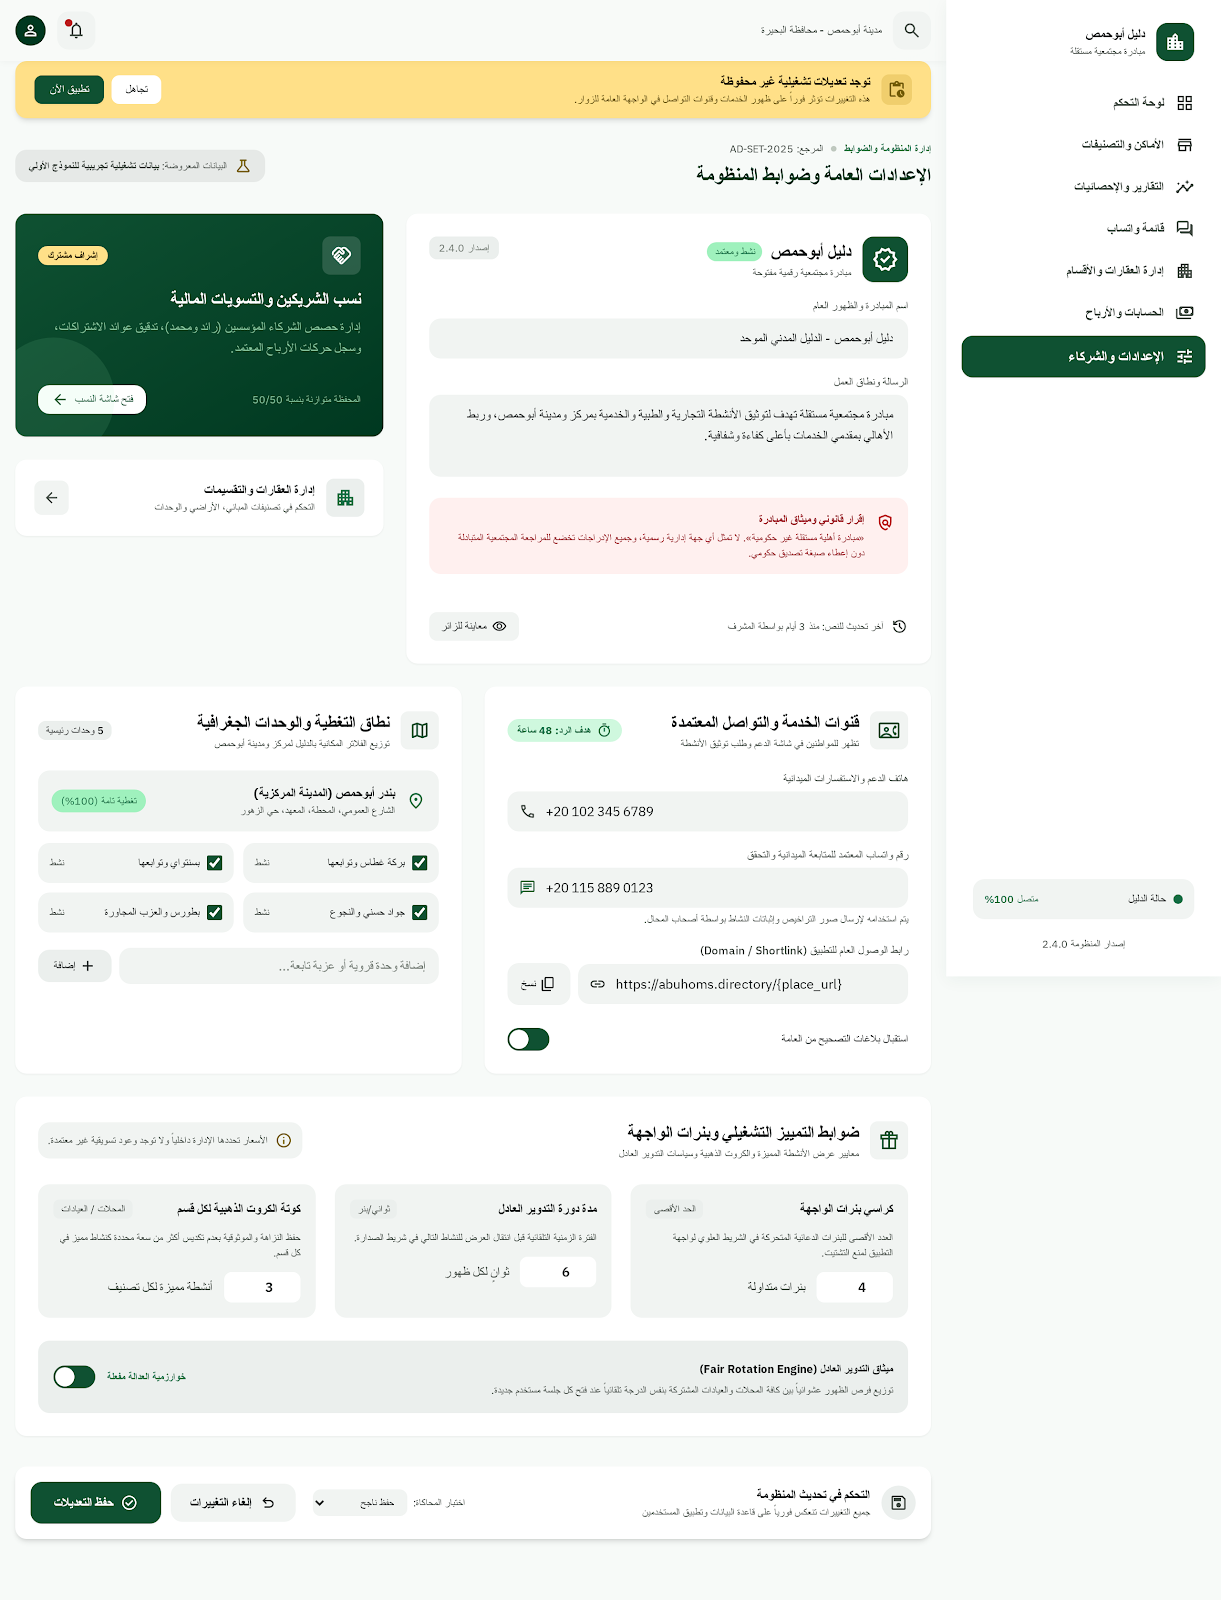 دليل أبوحمص
مبادرة مجتمعية مستقلة
لوحة التحكم
الأماكن والتصنيفات
التقارير والإحصائيات
قائمة واتساب
إدارة العقارات والأقسام
الحسابات والأرباح
الإعدادات والشركاء
حالة الدليل
متصل 100%
إصدار المنظومة 2.4.0
مدينة أبوحمص - محافظة البحيرة
توجد تعديلات تشغيلية غير محفوظة
هذه التغييرات تؤثر فوراً على ظهور الخدمات وقنوات التواصل في الواجهة العامة للزوار.
تجاهل
تطبيق الآن
إدارة المنظومة والضوابط
المرجع: AD-SET-2025
الإعدادات العامة وضوابط المنظومة
البيانات المعروضة: بيانات تشغيلية تجريبية للنموذج الأولي
دليل أبوحمص
نشط ومعتمد
مبادرة مجتمعية رقمية مفتوحة
إصدار 2.4.0
اسم المبادرة والظهور العام
دليل أبوحمص - الدليل المدني الموحد
الرسالة ونطاق العمل
مبادرة مجتمعية مستقلة تهدف لتوثيق الأنشطة التجارية والطبية والخدمية بمركز ومدينة أبوحمص، وربط
الأهالي بمقدمي الخدمات بأعلى كفاءة وشفافية.
إقرار قانوني وميثاق المبادرة
«مبادرة أهلية مستقلة غير حكومية». لا تمثل أي جهة إدارية رسمية، وجميع الإدراجات تخضع للمراجعة المجتمعية المتبادلة
دون إعطاء صبغة تصديق حكومي.
آخر تحديث للنص: منذ 3 أيام بواسطة المشرف
معاينة للزائر
إشراف مشترك
نسب الشريكين والتسويات المالية
إدارة حصص الشركاء المؤسسين (رائد ومحمد)، تدقيق عوائد الاشتراكات،
وسجل حركات الأرباح المعتمد.
المحفظة متوازنة بنسبة 50/50
فتح شاشة النسب
إدارة العقارات والتقسيمات
التحكم في تصنيفات المباني، الأراضي والوحدات
قنوات الخدمة والتواصل المعتمدة
تظهر للمواطنين في شاشة الدعم وطلب توثيق الأنشطة
هدف الرد: 48 ساعة
هاتف الدعم والاستفسارات الميدانية
+20 102 345 6789
رقم واتساب المعتمد للمتابعة الميدانية والتحقق
+20 115 889 0123
يتم استخدامه لإرسال صور التراخيص وإثباتات النشاط بواسطة أصحاب المحال.
رابط الوصول العام للتطبيق (Domain / Shortlink)
https://abuhoms.directory/{place_url}
نسخ
استقبال بلاغات التصحيح من العامة
نطاق التغطية والوحدات الجغرافية
توزيع الفلاتر المكانية بالدليل لمركز ومدينة أبوحمص
5 وحدات رئيسية
بندر أبوحمص (المدينة المركزية)
الشارع العمومي، المحطة، المعهد، حي الزهور
تغطية تامة (100%)
بركة غطاس وتوابعها
نشط
بسنتواي وتوابعها
نشط
جواد حسني والنجوع
نشط
بطورس والعزب المجاورة
نشط
إضافة وحدة قروية أو عزبة تابعة...
إضافة
ضوابط التمييز التشغيلي وبنرات الواجهة
معايير عرض الأنشطة المميزة والكروت الذهبية وسياسات التدوير العادل
الأسعار تحددها الإدارة داخلياً ولا توجد وعود تسويقية غير معتمدة.
كراسي بنرات الواجهة
الحد الأقصى
العدد الأقصى للبنرات الدعائية المتحركة في الشريط العلوي لواجهة
التطبيق لمنع التشتيت.
4
بنرات متداولة
مدة دورة التدوير العادل
ثواني/بنر
الفترة الزمنية التلقائية قبل انتقال العرض للنشاط التالي في شريط الصدارة.
6
ثوانٍ لكل ظهور
كوتة الكروت الذهبية لكل قسم
المحلات / العيادات
حفظ النزاهة والموثوقية بعدم تكديس أكثر من سعة محددة كنشاط مميز في
كل قسم.
3
أنشطة مميزة لكل تصنيف
ميثاق التدوير العادل (Fair Rotation Engine)
توزيع فرص الظهور عشوائياً بين كافة المحلات والعيادات المشتركة بنفس الدرجة تلقائياً عند فتح كل جلسة مستخدم جديدة.
خوارزمية العدالة مفعلة
التحكم في تحديث المنظومة
جميع التغييرات تنعكس فورياً على قاعدة البيانات وتطبيق المستخدمين
اختبار المحاكاة:
حفظ ناجح
إلغاء التغييرات
حفظ التعديلات